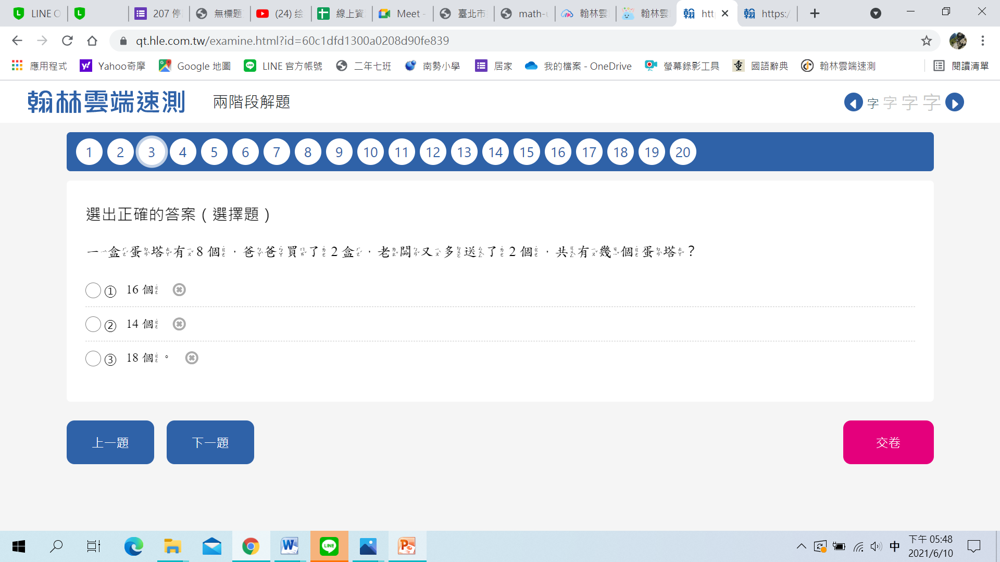 LINE O
207 停
無標題
(24) 绘
線上資
Meet -
臺北市
math-u
翰林雲
翰林雲
htt
https:/
qt.hle.com.tw/examine.html?id=60c1dfd1300a0208d90fe839
應用程式
Yahoo奇摩
Google 地圖
LINE 官方帳號
二年七班
南勢小學
居家
我的檔案 - OneDrive
螢幕錄影工具
重 國語辭典
翰林雲端速測
閱讀清單
翰林雲端速測
兩階段解題
字 字 字 字
1 2 3 4 5 6 7 8 9 10 11 12 13 14 15 16 17 18 19 20
選出正確的答案 ( 選擇題 )
一盒蛋塔有 8 個，爸爸買了 2 盒，老闆又多送了 2 個，共有幾個蛋塔？
① 16 個
② 14 個
③ 18 個。
上一題
下一題
交卷
LINE
中
下午 05:48
2021/6/10